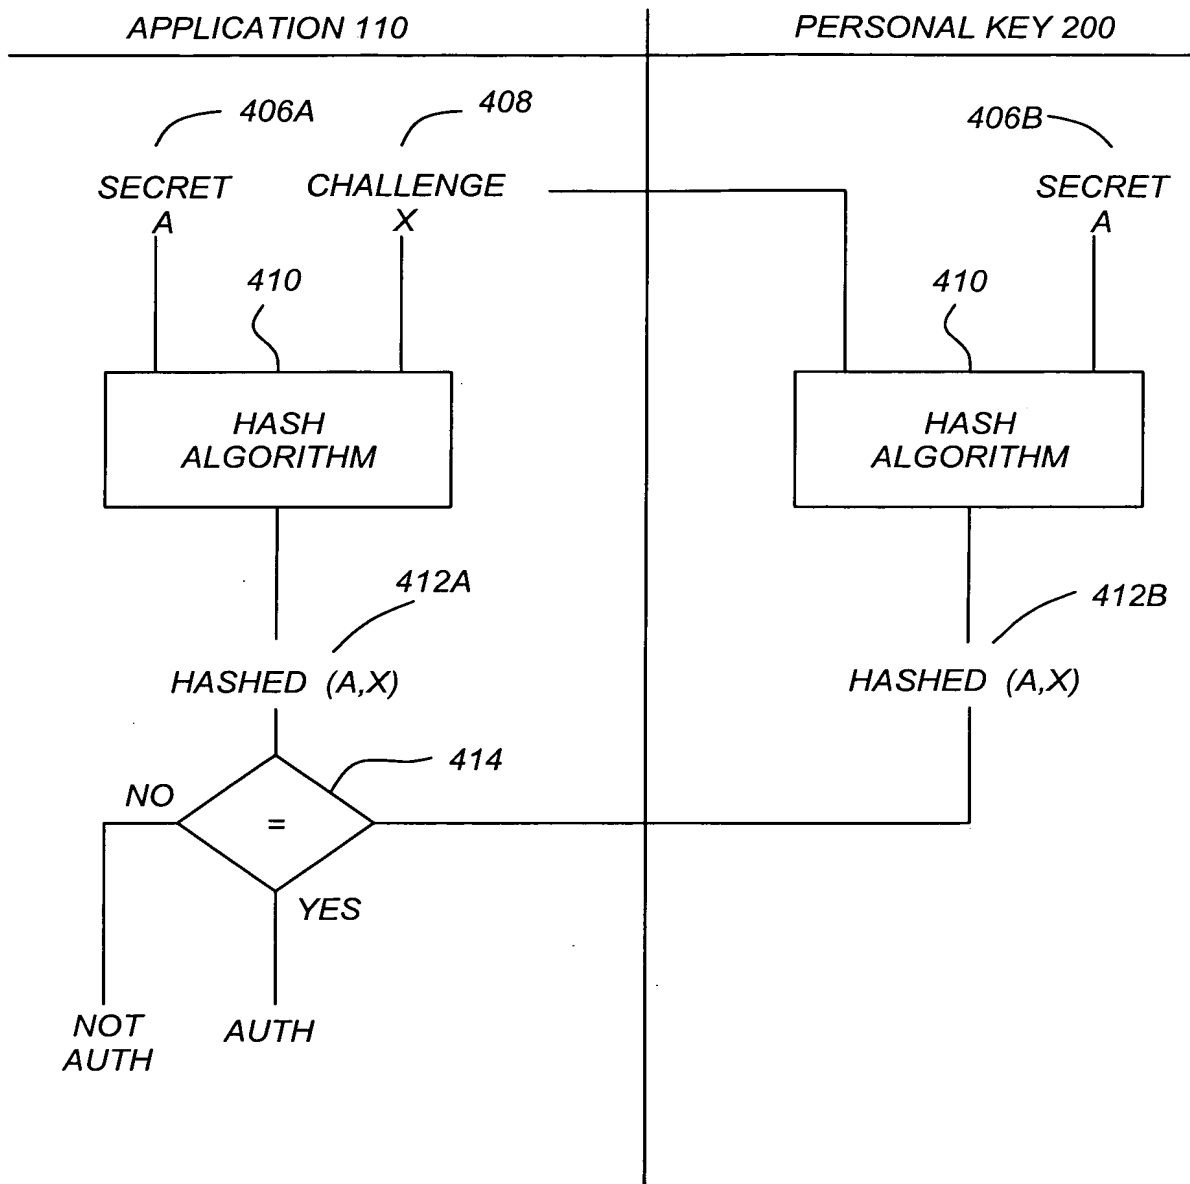 APPLICATION 110
PERSONAL KEY 200
406A
408
406B
SECRET
A
CHALLENGE
X
SECRET
A
410
410
HASH
ALGORITHM
HASH
ALGORITHM
412A
412B
HASHED (A,X)
HASHED (A,X)
414
NO
=
YES
NOT
AUTH
AUTH